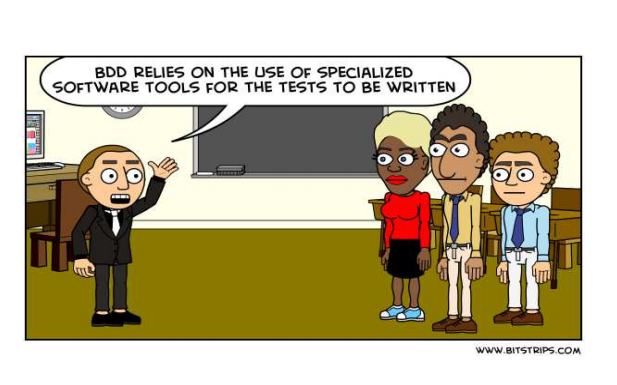 BDD RELIES ON THE USE OF SPECIALIZED
SOFTWARE TOOLS FOR THE TESTS TO BE WRITTEN
WWW.BITSTRIPS.COM